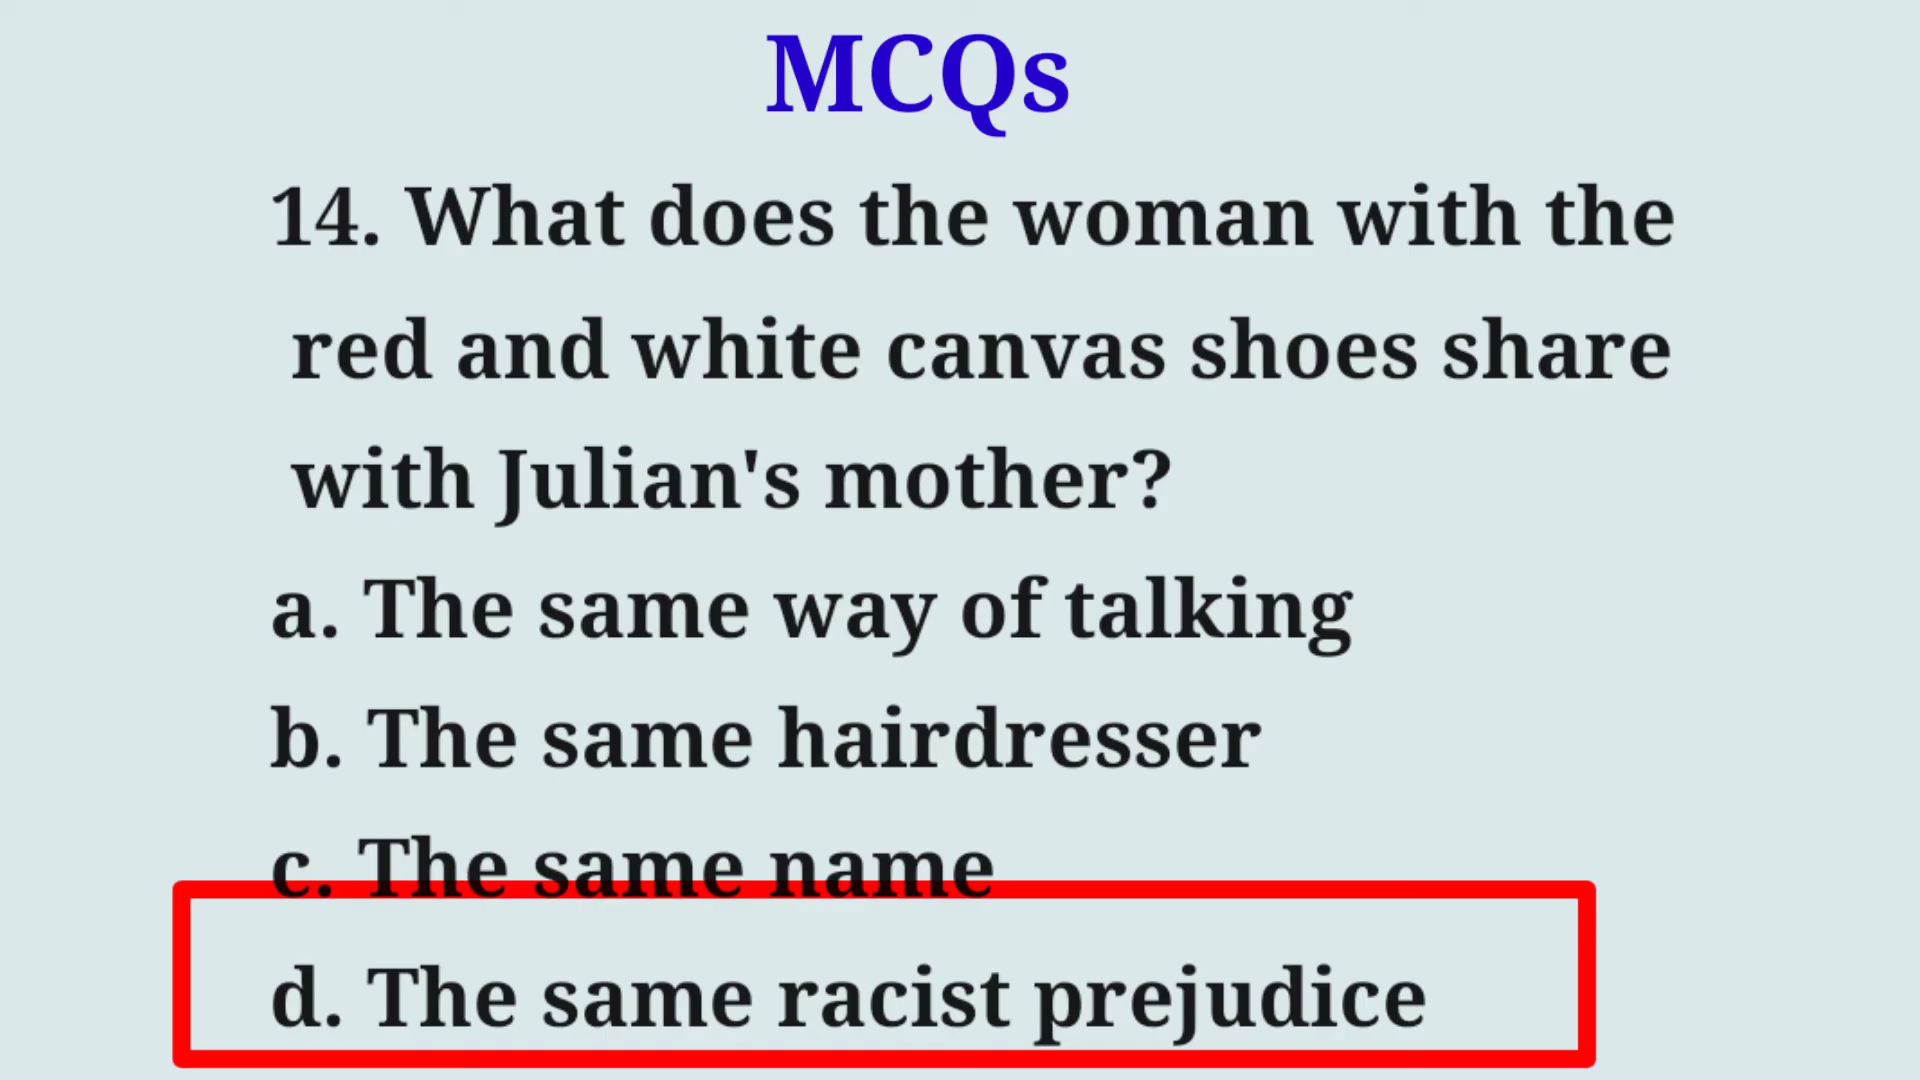 MCQs
14. What does the woman with the
red and white canvas shoes share
with Julian's mother?
a. The same way of talking
b. The same hairdresser
c. The same name
d. The same racist prejudice